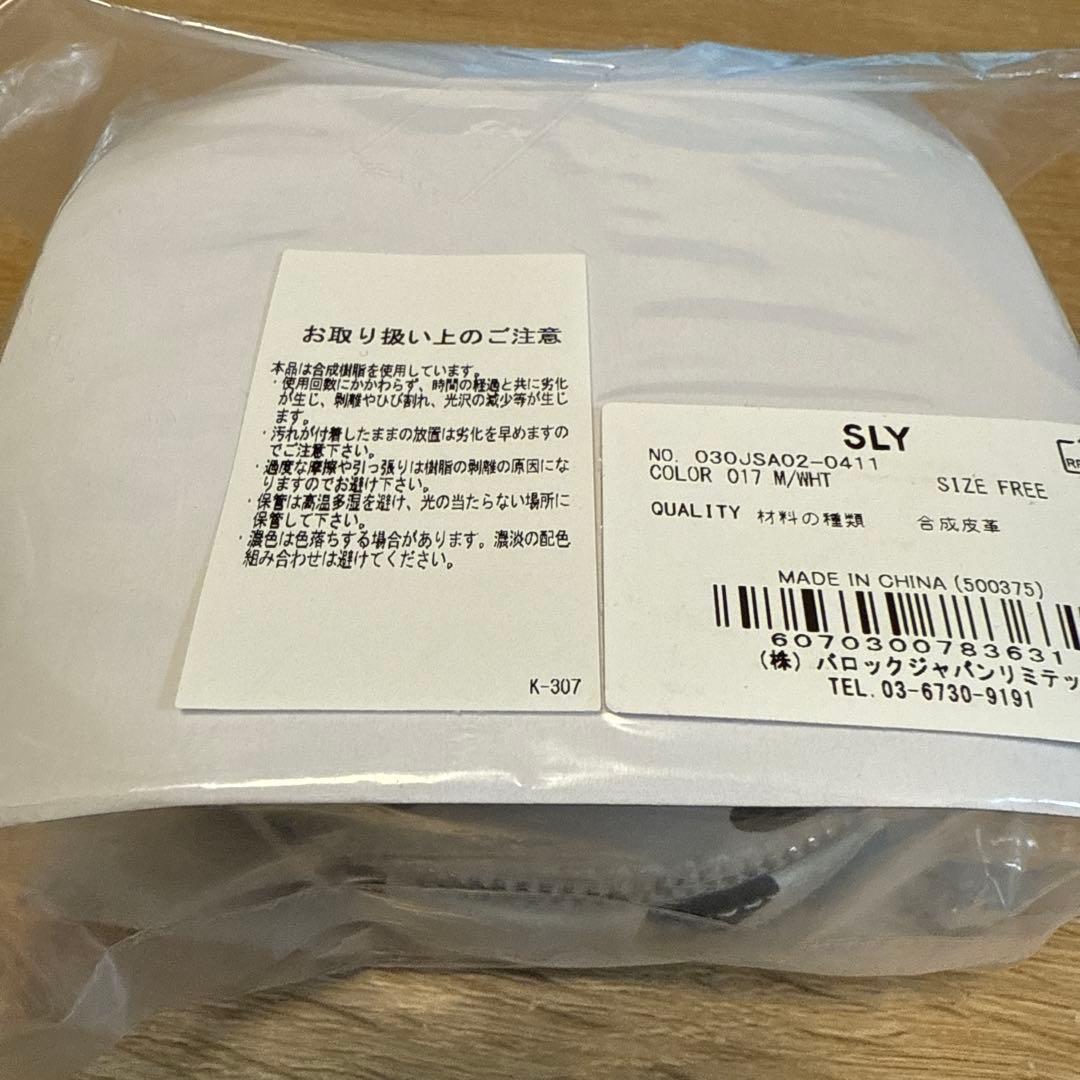 お取り扱い上のご注意
本品は合成樹脂を使用しています。
・使用回数にかかわらず、時間の経過と共に劣化
が生じ、剥離やひび割れ、光沢の減少等が生じ
ます。
・汚れが付着したままの放置は劣化を早めますの
でご注意下さい。
・過度な摩擦や引っ張りは樹脂の剥離の原因にな
りますのでお避け下さい。
・保管は高温多湿を避け、光の当たらない場所に
保管して下さい。
・濃色は色落ちする場合があります。濃淡の配色
組み合わせは避けてください。
K-307
SLY
NO. 030JSA02-0411
COLOR 017 M/WHT
SIZE FREE
QUALITY 材料の種類 合成皮革
MADE IN CHINA (500375)
6070300783631
(株) バロックジャパンリミテッ
TEL. 03-6730-9191